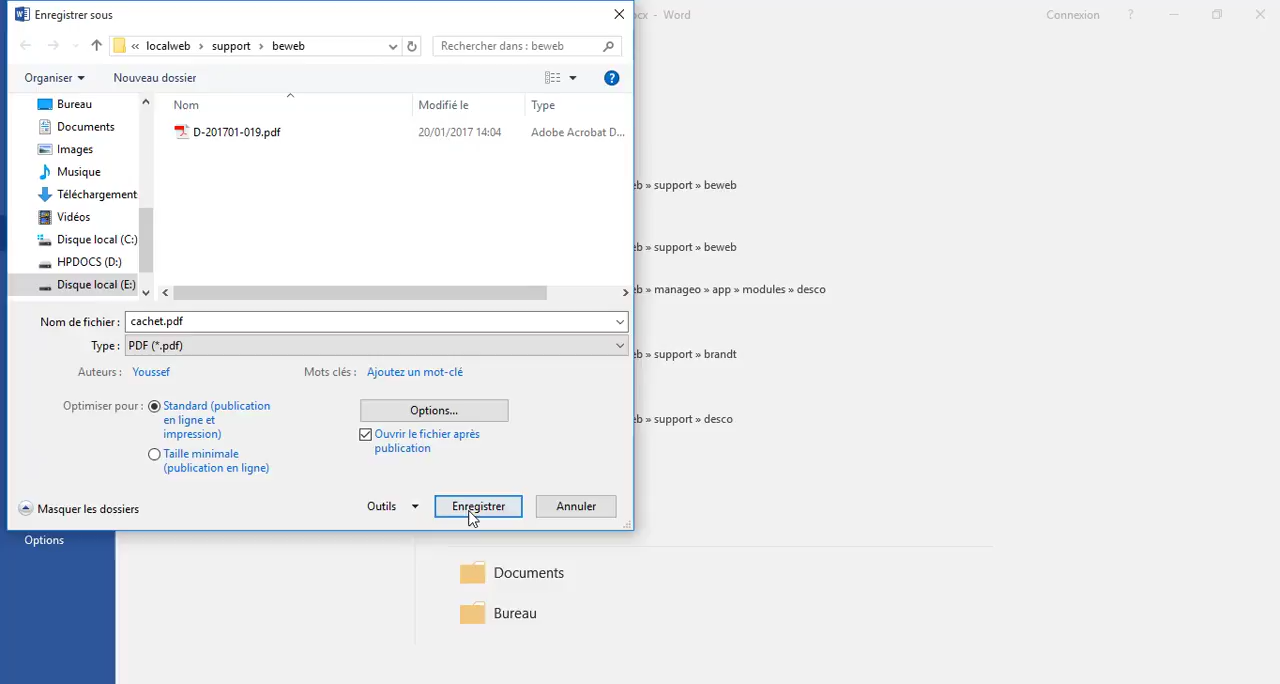 Enregistrer sous
cx - Word
Connexion
?
« localweb › support › beweb
Rechercher dans : beweb
Organiser
Nouveau dossier
?
Bureau
Documents
Images
Musique
Téléchargement
Vidéos
Disque local (C:)
HPDOCS (D:)
Disque local (E:)
Nom
Modifié le
Type
D-201701-019.pdf
20/01/2017 14:04
Adobe Acrobat D...
eb » support » beweb
eb » support » beweb
eb » manageo » app » modules » desco
eb » support » brandt
eb » support » desco
Nom de fichier : cachet.pdf
Type : PDF (*.pdf)
Auteurs : Youssef
Mots clés : Ajoutez un mot-clé
Optimiser pour : Standard (publication
en ligne et
impression)
Taille minimale
(publication en ligne)
Options...
Ouvrir le fichier après
publication
Masquer les dossiers
Outils
Enregistrer
Annuler
Options
Documents
Bureau